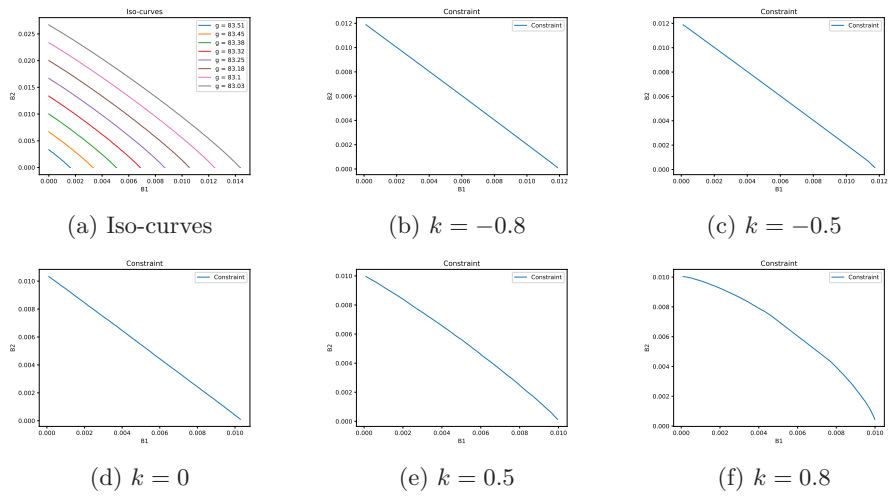 Iso-curves
g = 83.51
g = 83.45
g = 83.38
g = 83.32
g = 83.25
g = 83.18
g = 83.1
g = 83.03
0.025
0.020
0.015
0.010
0.005
0.000
B2
0.000 0.002 0.004 0.006 0.008 0.010 0.012 0.014
B1
(a) Iso-curves
Constraint
Constraint
0.012
0.010
0.008
0.006
0.004
0.002
0.000
B2
0.000 0.002 0.004 0.006 0.008 0.010 0.012
B1
(b) k = −0.8
Constraint
Constraint
0.012
0.010
0.008
0.006
0.004
0.002
0.000
B2
0.000 0.002 0.004 0.006 0.008 0.010 0.012
B1
(c) k = −0.5
Constraint
Constraint
0.010
0.008
0.006
0.004
0.002
0.000
B2
0.000 0.002 0.004 0.006 0.008 0.010
B1
(d) k = 0
Constraint
Constraint
0.010
0.008
0.006
0.004
0.002
0.000
B2
0.000 0.002 0.004 0.006 0.008 0.010
B1
(e) k = 0.5
Constraint
Constraint
0.010
0.008
0.006
0.004
0.002
0.000
B2
0.000 0.002 0.004 0.006 0.008 0.010
B1
(f) k = 0.8